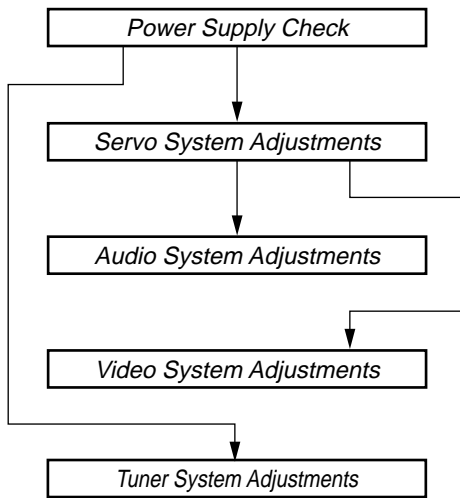 Power Supply Check
Servo System Adjustments
Audio System Adjustments
Video System Adjustments
Tuner System Adjustments